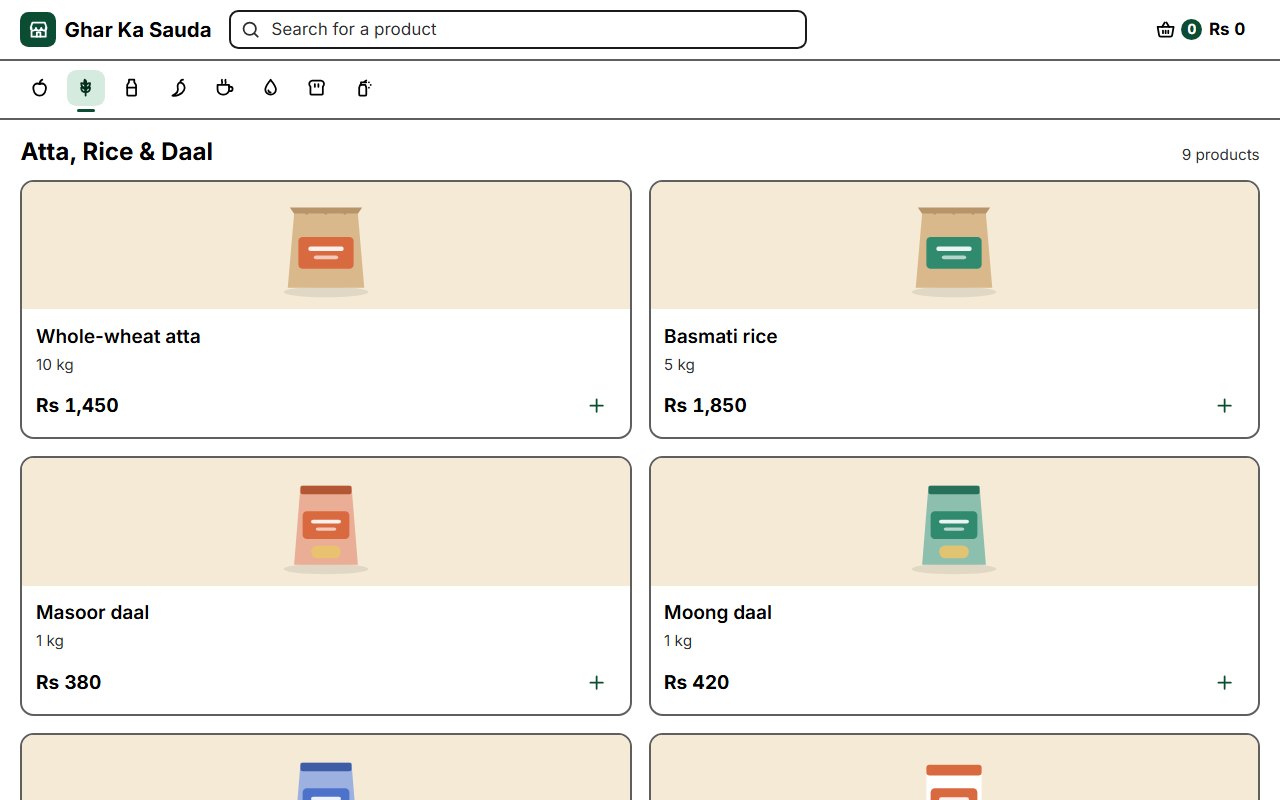 Ghar Ka Sauda
Search for a product
0 Rs 0
Atta, Rice & Daal
9 products
Whole-wheat atta
10 kg
Rs 1,450
Basmati rice
5 kg
Rs 1,850
Masoor daal
1 kg
Rs 380
Moong daal
1 kg
Rs 420